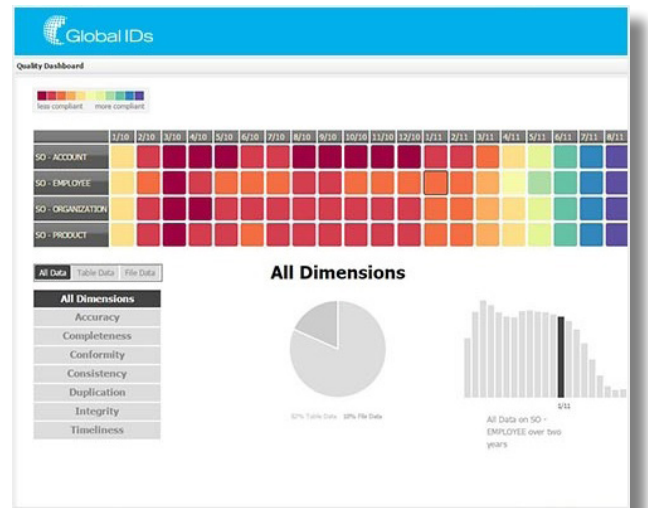 Global IDs
Quality Dashboard
less compliant more compliant
1/10 2/10 3/10 4/10 5/10 6/10 7/10 8/10 9/10 10/10 11/10 12/10 1/11 2/11 3/11 4/11 5/11 6/11 7/11 8/11
SO - ACCOUNT
SO - EMPLOYEE
SO - ORGANIZATION
SO - PRODUCT
All Data Table Data File Data
All Dimensions
All Dimensions
Accuracy
Completeness
Conformity
Consistency
Duplication
Integrity
Timeliness
Table Data 18% File Data
1/11
All Data on SO -
EMPLOYEE over two
years